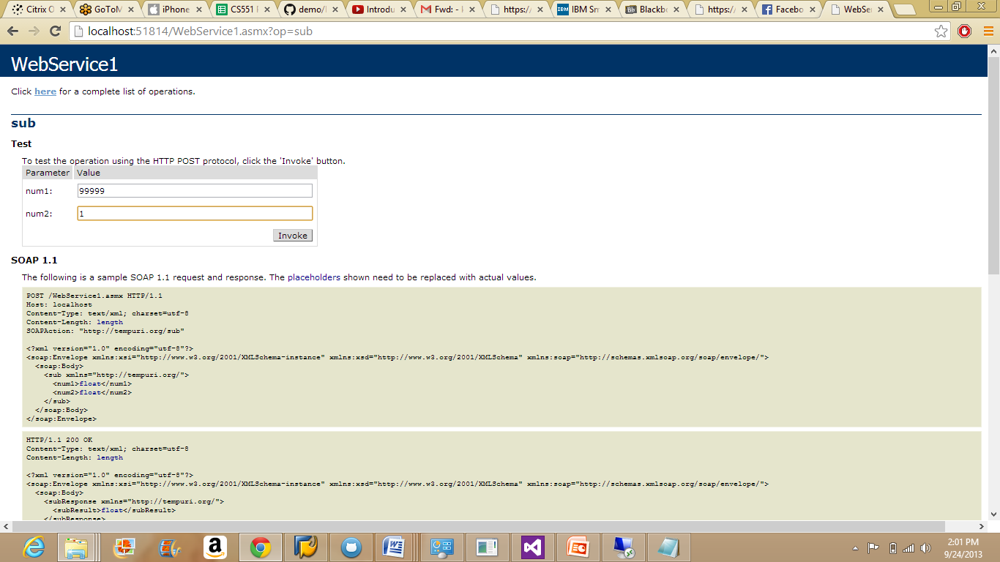 Citrix O
GoToM
iPhone
CS551
demo/
Introdu
Fwd: -
https:/
IBM Sm
Blackbo
https:/
Facebo
WebSe
localhost:51814/WebService1.asmx?op=sub
WebService1
Click here for a complete list of operations.
sub
Test
To test the operation using the HTTP POST protocol, click the 'Invoke' button.
Parameter Value
num1: 99999
num2: 1
Invoke
SOAP 1.1
The following is a sample SOAP 1.1 request and response. The placeholders shown need to be replaced with actual values.
POST /WebService1.asmx HTTP/1.1
Host: localhost
Content-Type: text/xml; charset=utf-8
Content-Length: length
SOAPAction: "http://tempuri.org/sub"
<?xml version="1.0" encoding="utf-8"?>
<soap:Envelope xmlns:xsi="http://www.w3.org/2001/XMLSchema-instance" xmlns:xsd="http://www.w3.org/2001/XMLSchema" xmlns:soap="http://schemas.xmlsoap.org/soap/envelope/">
<soap:Body>
<sub xmlns="http://tempuri.org/">
<num1>float</num1>
<num2>float</num2>
</sub>
</soap:Body>
</soap:Envelope>
HTTP/1.1 200 OK
Content-Type: text/xml; charset=utf-8
Content-Length: length
<?xml version="1.0" encoding="utf-8"?>
<soap:Envelope xmlns:xsi="http://www.w3.org/2001/XMLSchema-instance" xmlns:xsd="http://www.w3.org/2001/XMLSchema" xmlns:soap="http://schemas.xmlsoap.org/soap/envelope/">
<soap:Body>
<subResponse xmlns="http://tempuri.org/">
<subResult>float</subResult>
</subResponse>
2:01 PM
9/24/2013